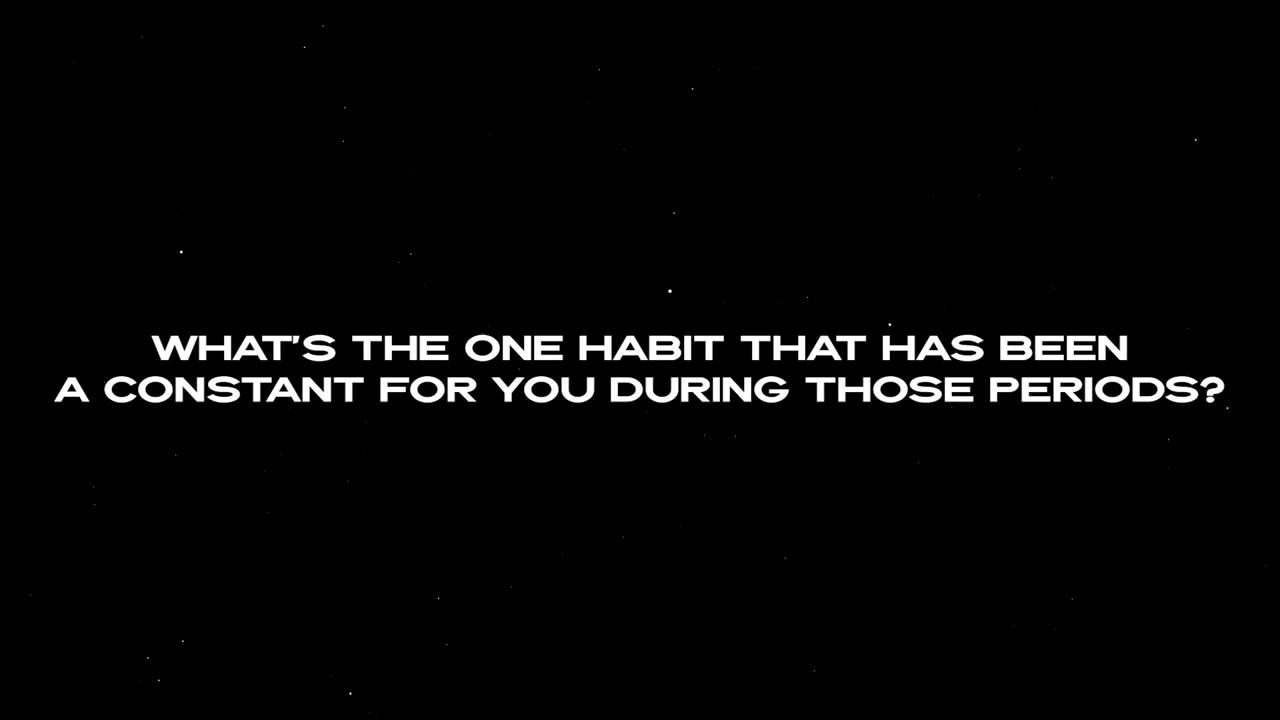 WHAT'S THE ONE HABIT THAT HAS BEEN
A CONSTANT FOR YOU DURING THOSE PERIODS?